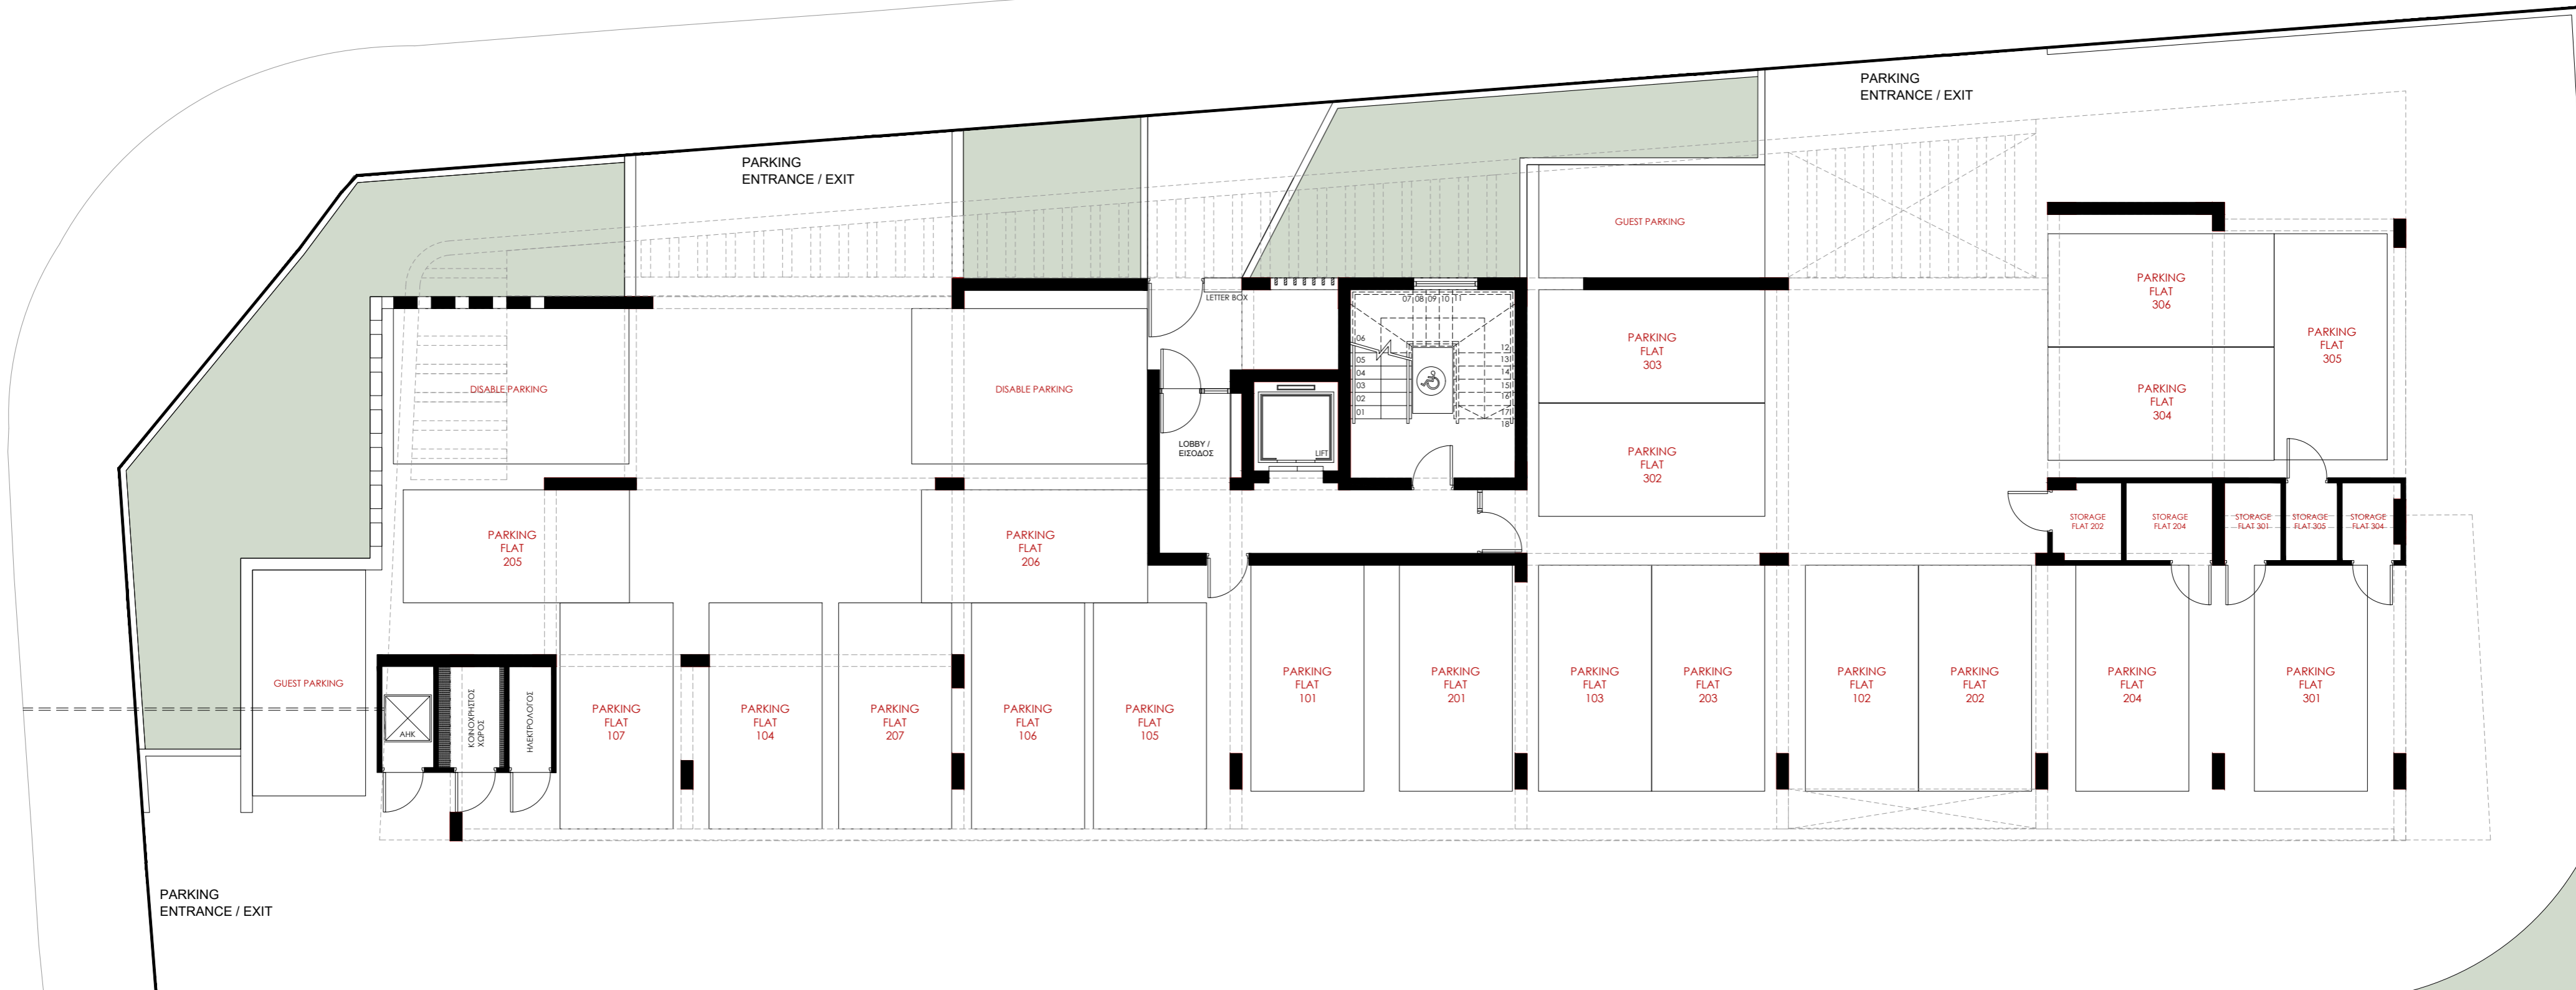 PARKING
ENTRANCE / EXIT
PARKING
ENTRANCE / EXIT
GUEST PARKING
LETTER BOX
07
08
09
10
11
06
05
04
03
02
01
12
13
14
15
16
17
18
PARKING
FLAT
306
PARKING
FLAT
303
PARKING
FLAT
305
DISABLE PARKING
DISABLE PARKING
PARKING
FLAT
304
LOBBY /
ΕΙΣΟΔΟΣ
LIFT
PARKING
FLAT
302
PARKING
FLAT
205
PARKING
FLAT
206
STORAGE
FLAT 202
STORAGE
FLAT 204
STORAGE
FLAT 301
STORAGE
FLAT 305
STORAGE
FLAT 304
GUEST PARKING
ΑΗΚ
ΚΟΙΝΟΧΡΗΣΤΟΣ
ΧΩΡΟΣ
ΗΛΕΚΤΡΟΛΟΓΟΣ
PARKING
FLAT
107
PARKING
FLAT
104
PARKING
FLAT
207
PARKING
FLAT
106
PARKING
FLAT
105
PARKING
FLAT
101
PARKING
FLAT
201
PARKING
FLAT
103
PARKING
FLAT
203
PARKING
FLAT
102
PARKING
FLAT
202
PARKING
FLAT
204
PARKING
FLAT
301
PARKING
ENTRANCE / EXIT